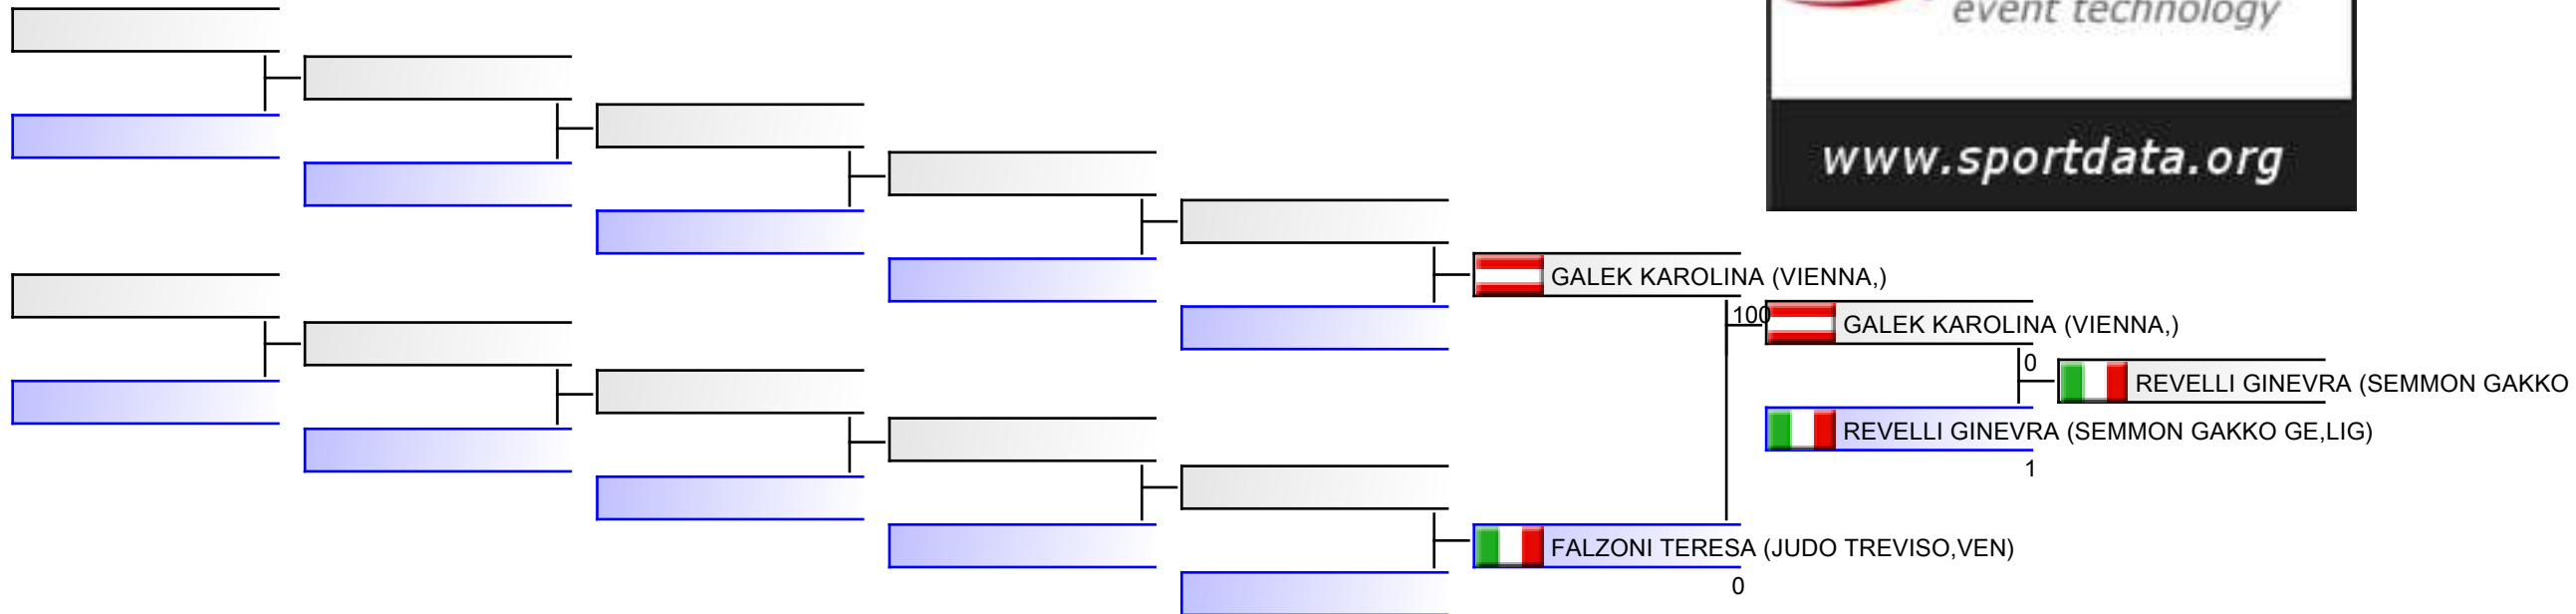 event technology
www.sportdata.org
GALEK KAROLINA (VIENNA,)
100
GALEK KAROLINA (VIENNA,)
0
REVELLI GINEVRA (SEMMON GAKKO
REVELLI GINEVRA (SEMMON GAKKO GE,LIG)
1
FALZONI TERESA (JUDO TREVISO,VEN)
0